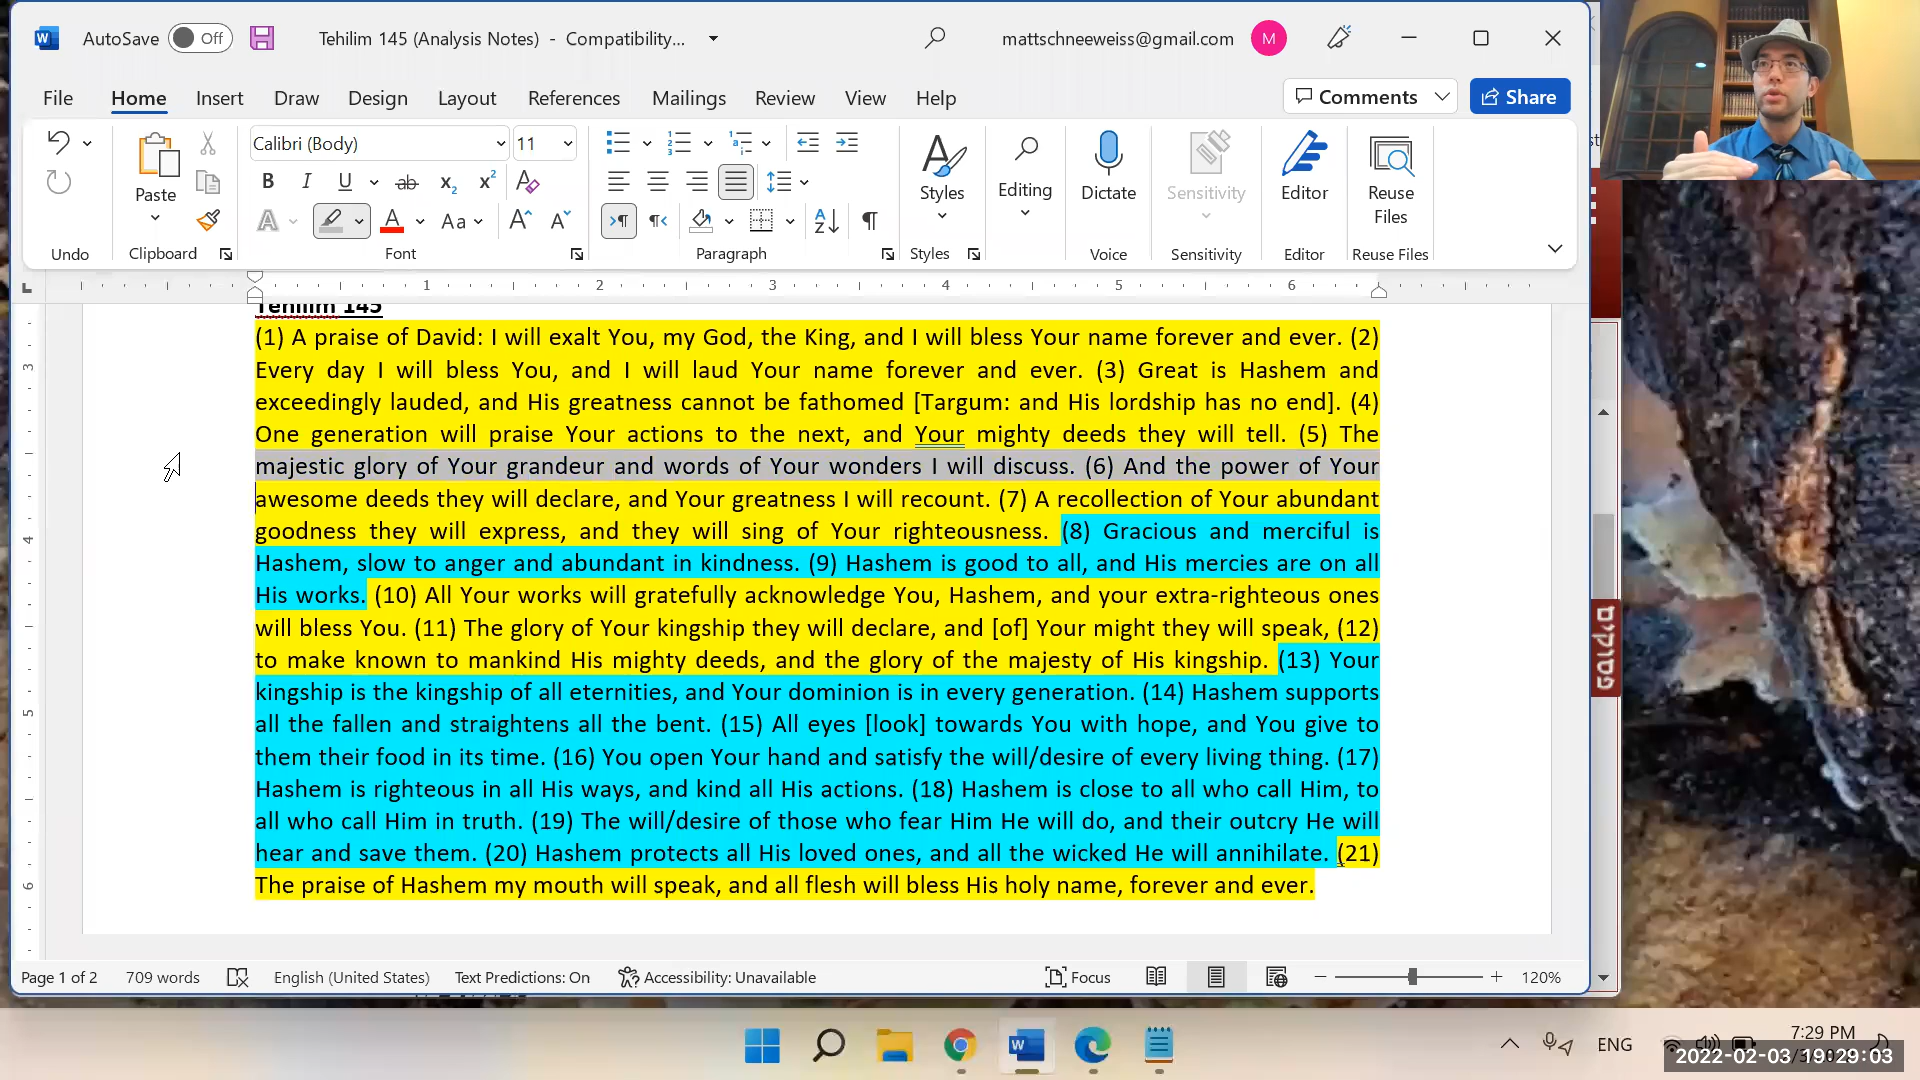 AutoSave Off Tehilim 145 (Analysis Notes) - Compatibility... mattschneeweiss@gmail.com M
File Home Insert Draw Design Layout References Mailings Review View Help Comments Share
Calibri (Body) 11
Paste Styles Editing Dictate Sensitivity Editor Reuse Files
Undo Clipboard Font Paragraph Styles Voice Sensitivity Editor Reuse Files
1 2 3 4 5 6
Tehilim 145
(1) A praise of David: I will exalt You, my God, the King, and I will bless Your name forever and ever. (2)
Every day I will bless You, and I will laud Your name forever and ever. (3) Great is Hashem and
exceedingly lauded, and His greatness cannot be fathomed [Targum: and His lordship has no end]. (4)
One generation will praise Your actions to the next, and Your mighty deeds they will tell. (5) The
majestic glory of Your grandeur and words of Your wonders I will discuss. (6) And the power of Your
awesome deeds they will declare, and Your greatness I will recount. (7) A recollection of Your abundant
goodness they will express, and they will sing of Your righteousness. (8) Gracious and merciful is
Hashem, slow to anger and abundant in kindness. (9) Hashem is good to all, and His mercies are on all
His works. (10) All Your works will gratefully acknowledge You, Hashem, and your extra-righteous ones
will bless You. (11) The glory of Your kingship they will declare, and [of] Your might they will speak, (12)
to make known to mankind His mighty deeds, and the glory of the majesty of His kingship. (13) Your
kingship is the kingship of all eternities, and Your dominion is in every generation. (14) Hashem supports
all the fallen and straightens all the bent. (15) All eyes [look] towards You with hope, and You give to
them their food in its time. (16) You open Your hand and satisfy the will/desire of every living thing. (17)
Hashem is righteous in all His ways, and kind all His actions. (18) Hashem is close to all who call Him, to
all who call Him in truth. (19) The will/desire of those who fear Him He will do, and their outcry He will
hear and save them. (20) Hashem protects all His loved ones, and all the wicked He will annihilate. (21)
The praise of Hashem my mouth will speak, and all flesh will bless His holy name, forever and ever.
3
4
5
6
פסוקים
Page 1 of 2 709 words English (United States) Text Predictions: On Accessibility: Unavailable Focus 120%
ENG 7:29 PM
2022-02-03 19:29:03